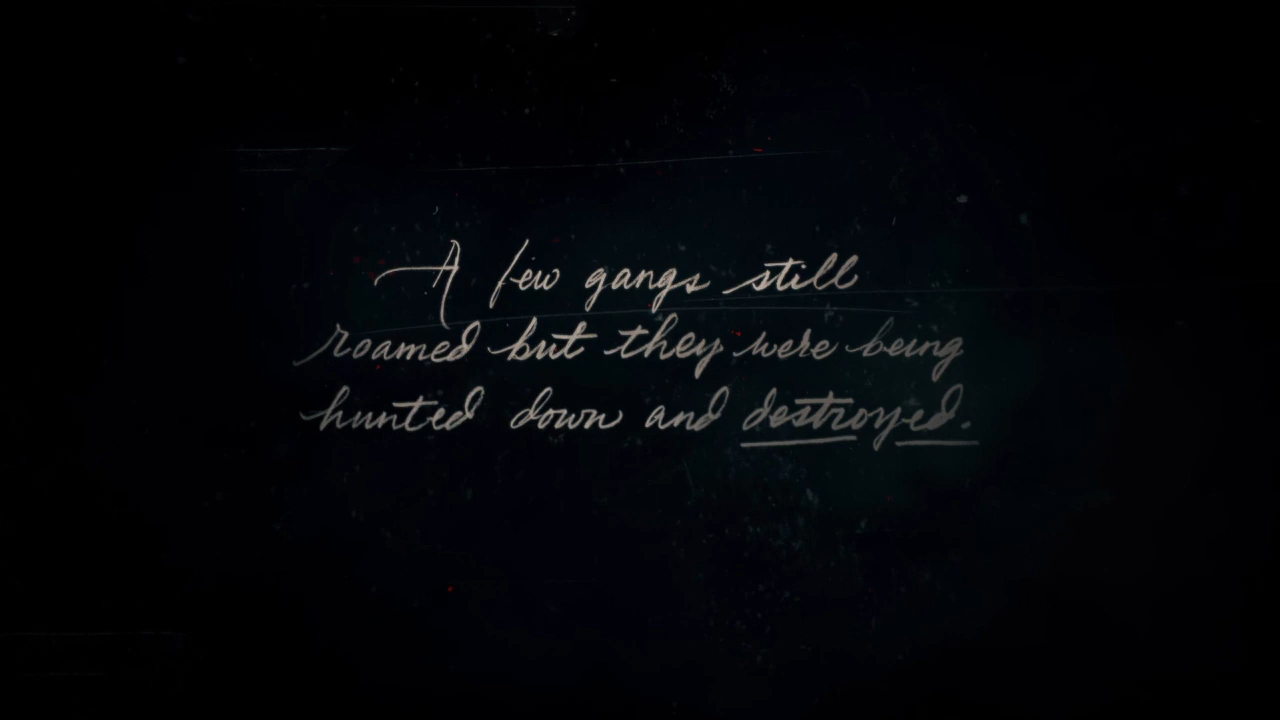 A few gangs still
roamed but they were being
hunted down and destroyed.